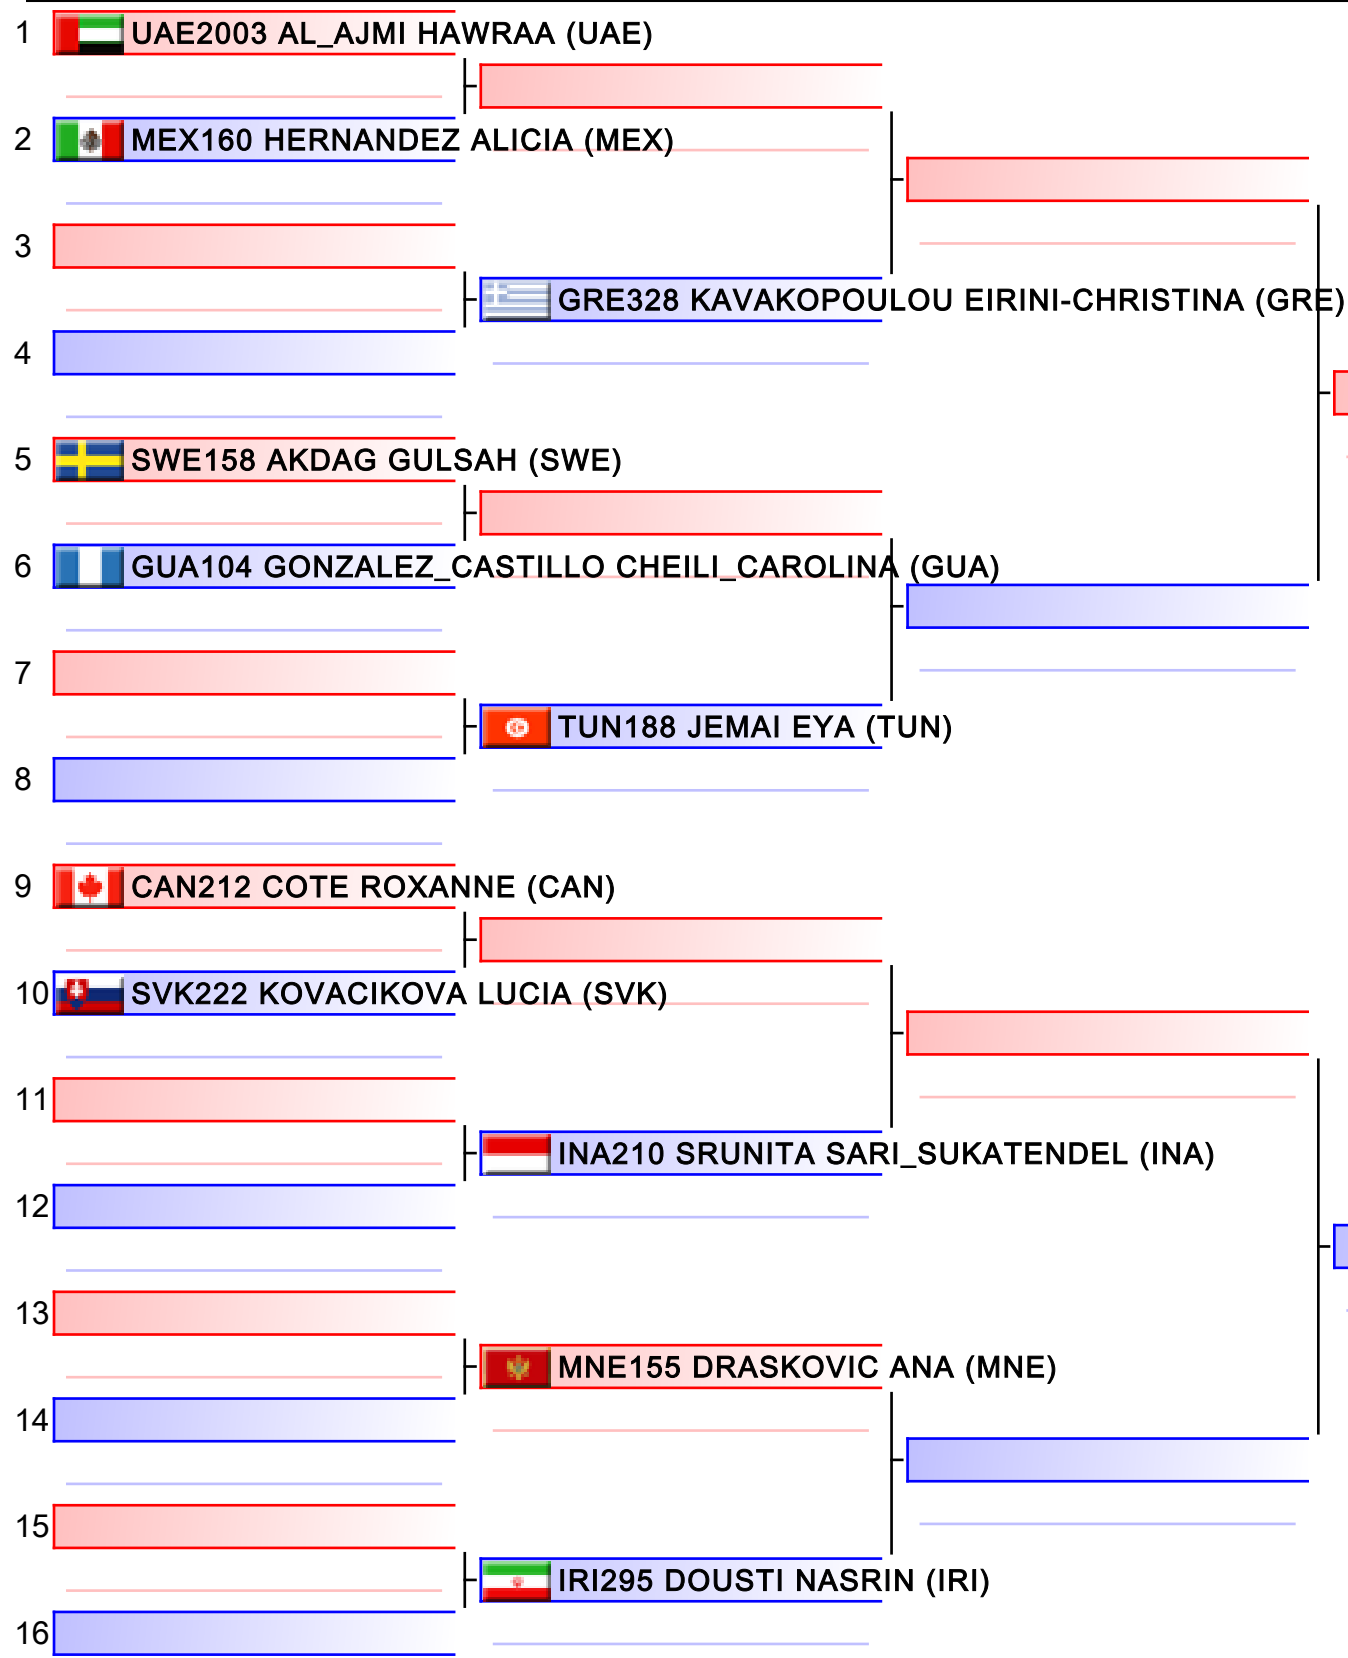 1 UAE2003 AL_AJMI HAWRAA (UAE)
2 MEX160 HERNANDEZ ALICIA (MEX)
3
GRE328 KAVAKOPOULOU EIRINI-CHRISTINA (GRE)
4
5 SWE158 AKDAG GULSAH (SWE)
6 GUA104 GONZALEZ_CASTILLO CHEILI_CAROLINA (GUA)
7
TUN188 JEMAI EYA (TUN)
8
9 CAN212 COTE ROXANNE (CAN)
10 SVK222 KOVACIKOVA LUCIA (SVK)
11
INA210 SRUNITA SARI_SUKATENDEL (INA)
12
13
MNE155 DRASKOVIC ANA (MNE)
14
15
IRI295 DOUSTI NASRIN (IRI)
16